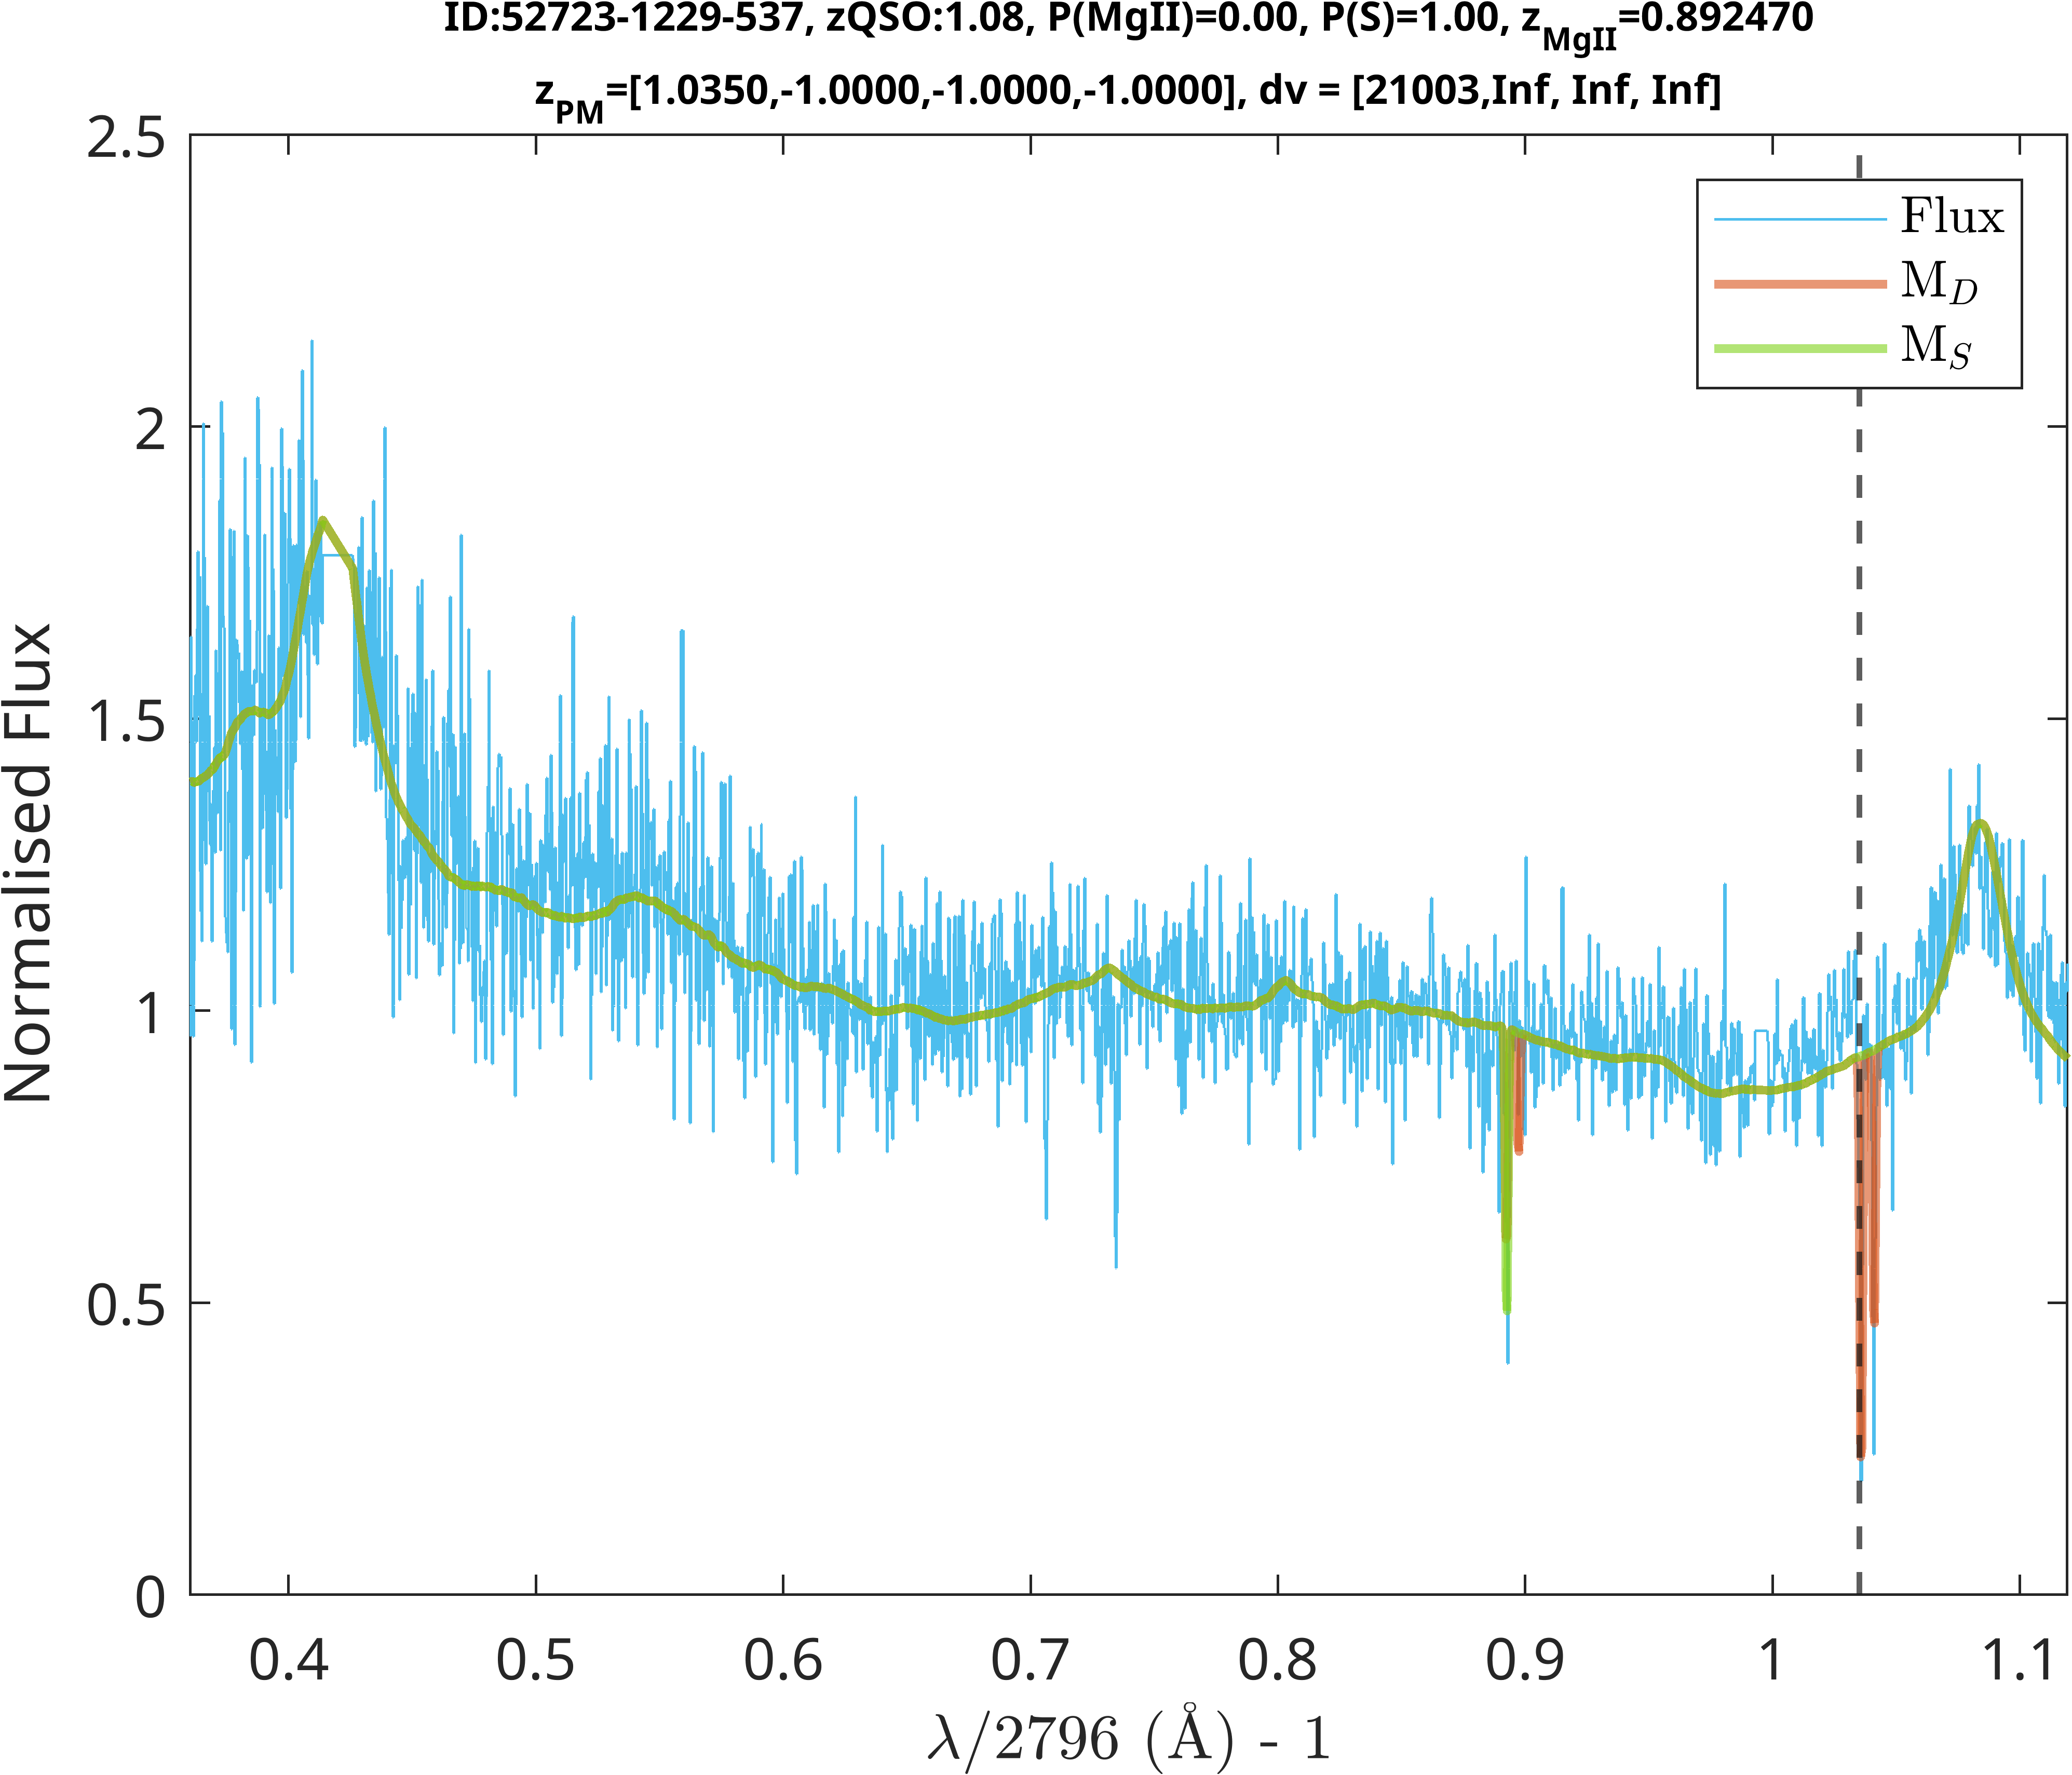 ID:52723-1229-537, zQSO:1.08, P(MgII)=0.00, P(S)=1.00, zMgII=0.892470
zPM=[1.0350,-1.0000,-1.0000,-1.0000], dv = [21003,Inf, Inf, Inf]
2.5
2
1.5
1
0.5
0
Normalised Flux
Flux
MD
MS
0.4 0.5 0.6 0.7 0.8 0.9 1 1.1
λ/2796 (Å) - 1